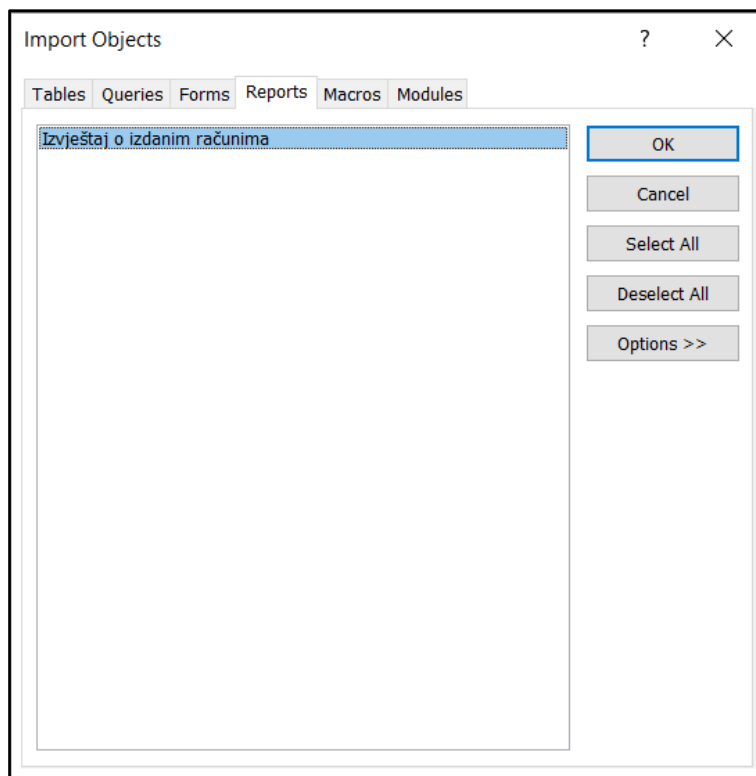 Import Objects ?
Tables Queries Forms Reports Macros Modules
Izvještaj o izdanim računima
OK
Cancel
Select All
Deselect All
Options >>